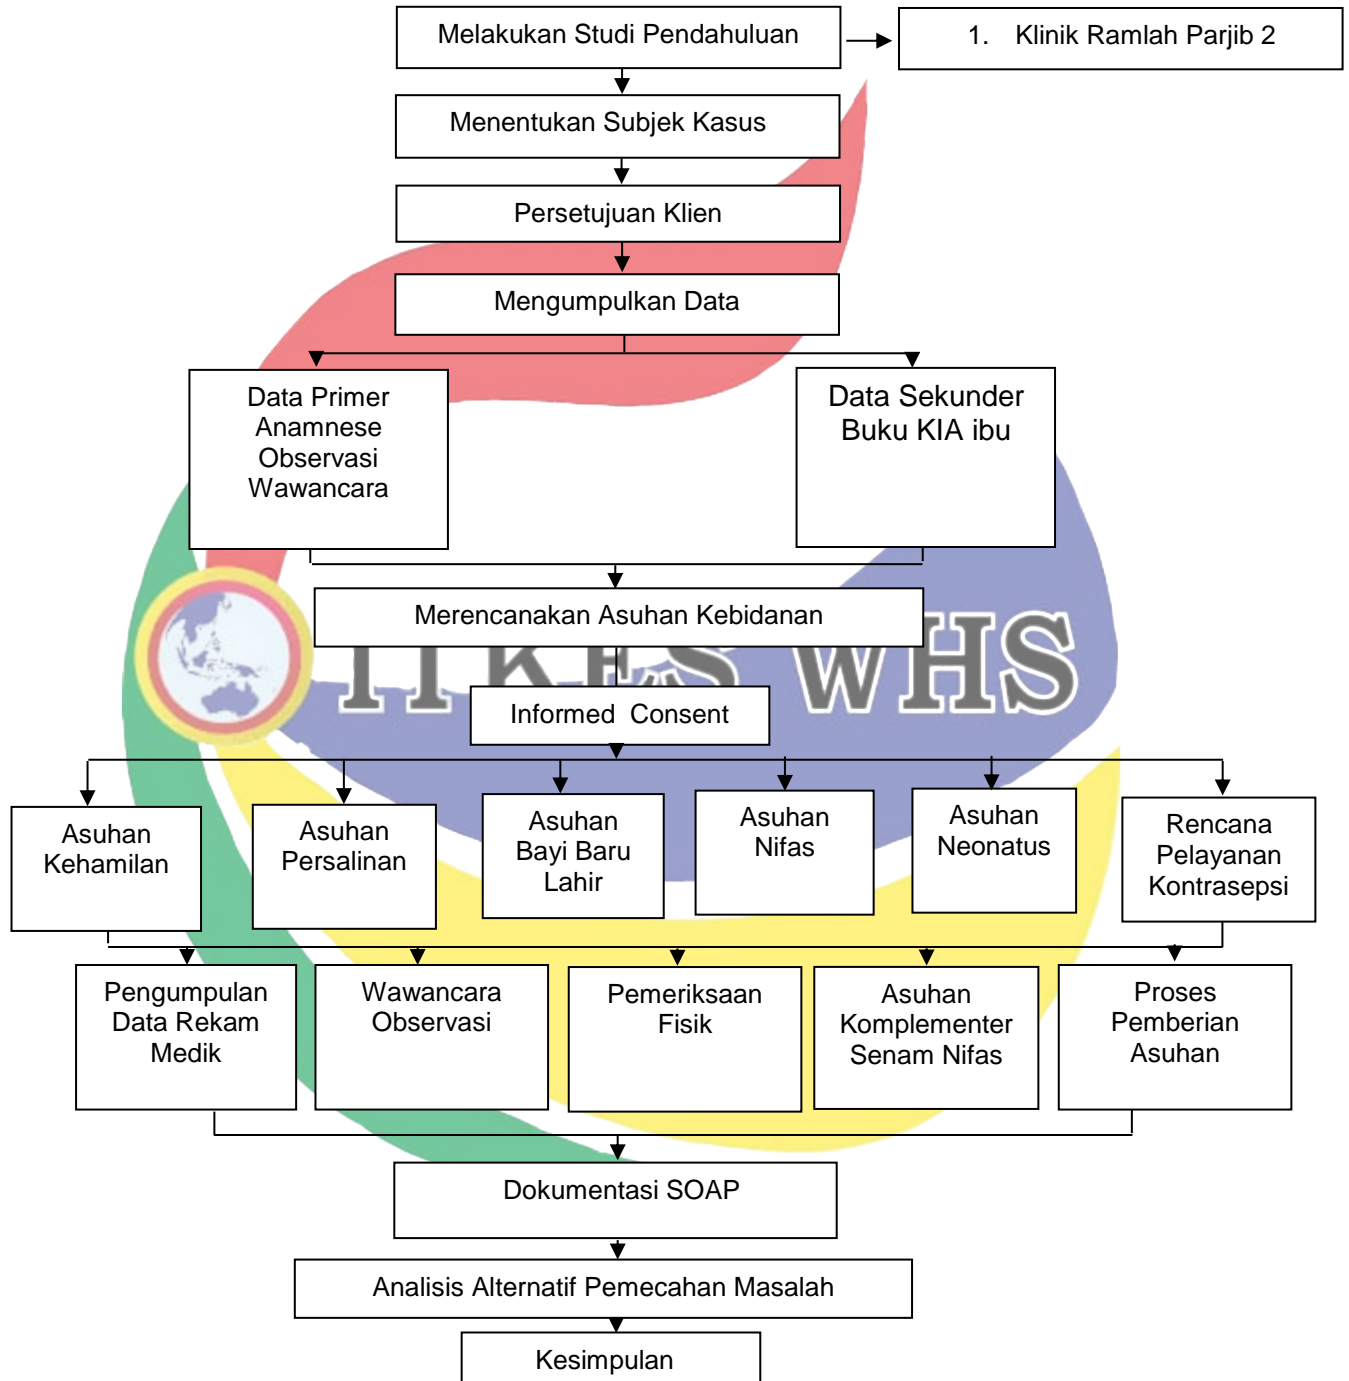 Melakukan Studi Pendahuluan
1. Klinik Ramlah Parjib 2
Menentukan Subjek Kasus
Persetujuan Klien
Mengumpulkan Data
Data Primer
Anamnese
Observasi
Wawancara
Data Sekunder
Buku KIA ibu
Merencanakan Asuhan Kebidanan
ITKES WHS
Informed Consent
Asuhan
Kehamilan
Asuhan
Persalinan
Asuhan
Bayi Baru
Lahir
Asuhan
Nifas
Asuhan
Neonatus
Rencana
Pelayanan
Kontrasepsi
Pengumpulan
Data Rekam
Medik
Wawancara
Observasi
Pemeriksaan
Fisik
Asuhan
Komplementer
Senam Nifas
Proses
Pemberian
Asuhan
Dokumentasi SOAP
Analisis Alternatif Pemecahan Masalah
Kesimpulan